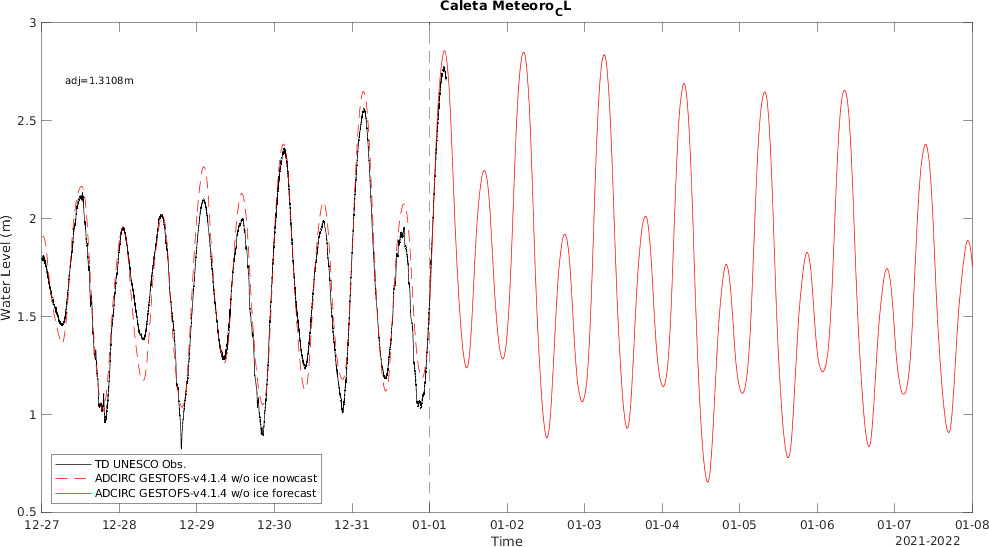 Caleta Meteoro_CL
adj=1.3108m
Water Level (m)
3
2.5
2
1.5
1
0.5
TD UNESCO Obs.
ADCIRC GESTOFS-v4.1.4 w/o ice nowcast
ADCIRC GESTOFS-v4.1.4 w/o ice forecast
12-27 12-28 12-29 12-30 12-31 01-01 01-02 01-03 01-04 01-05 01-06 01-07 01-08
Time
2021-2022